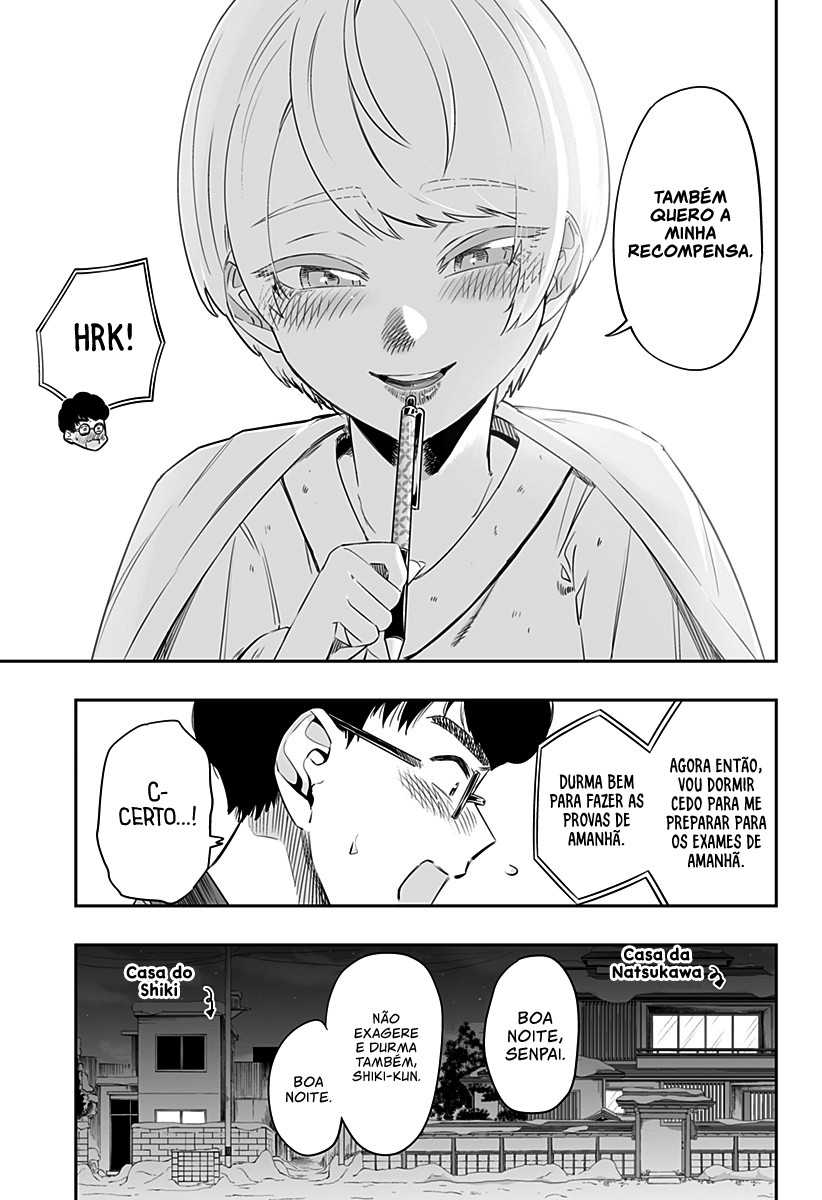 TAMBÉM
QUERO A
MINHA
RECOMPENSA.
HRK!
AGORA ENTÃO,
VOU DORMIR
CEDO PARA ME
PREPARAR PARA
OS EXAMES DE
AMANHÃ.
DURMA BEM
PARA FAZER AS
PROVAS DE
AMANHÃ.
C-
CERTO...!
Casa da
Natsukawa
BOA
NOITE,
SENPAI.
NÃO
EXAGERE
E DURMA
TAMBÉM,
SHIKI-KUN.
BOA
NOITE.
Casa do
Shiki